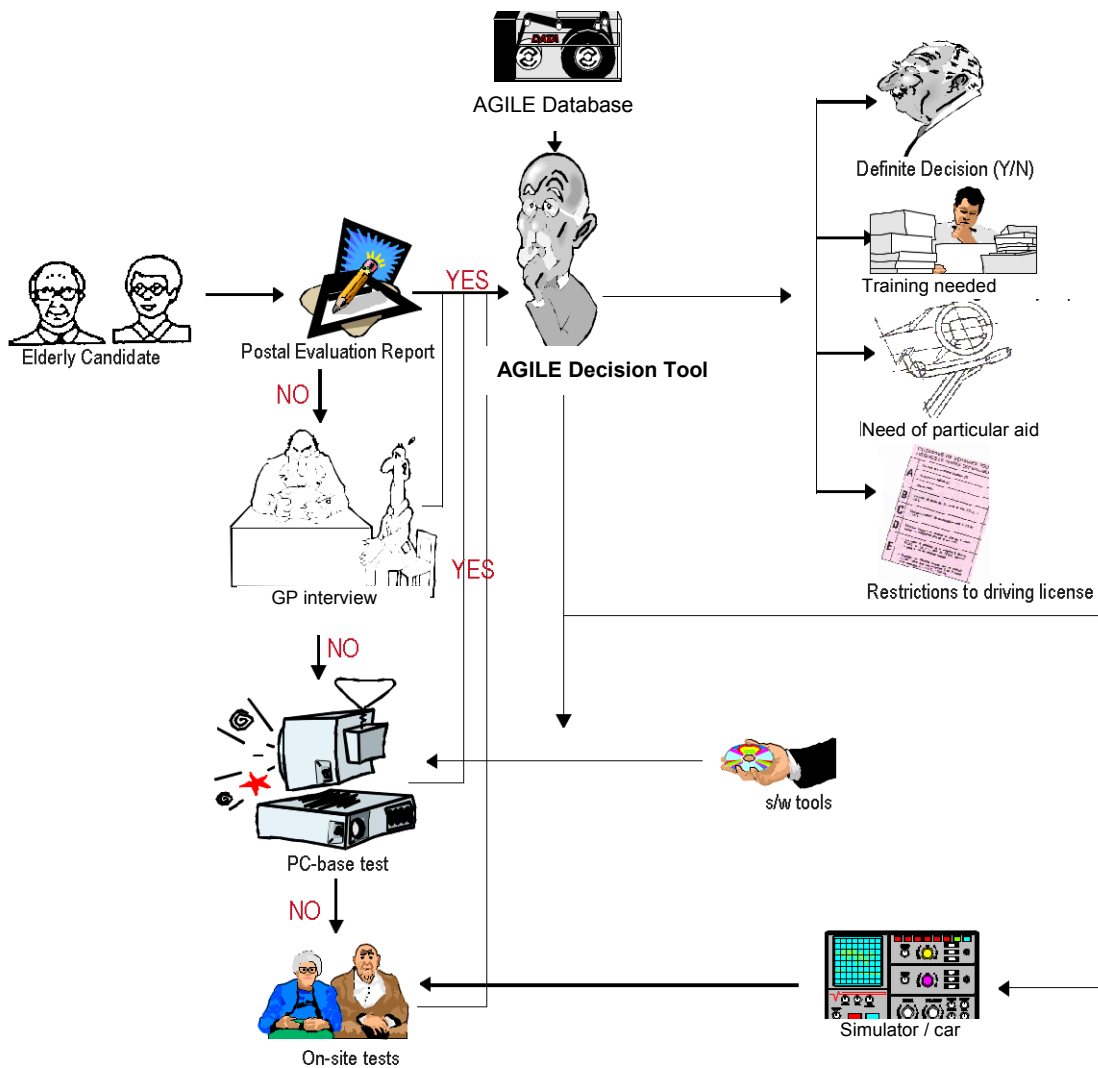 DATA
AGILE Database
Definite Decision (Y/N)
YES
Training needed
Elderly Candidate
Postal Evaluation Report
AGILE Decision Tool
NO
Need of particular aid
A
B
C
D
E
YES
GP interview
Restrictions to driving license
NO
s/w tools
PC-base test
NO
Simulator / car
On-site tests